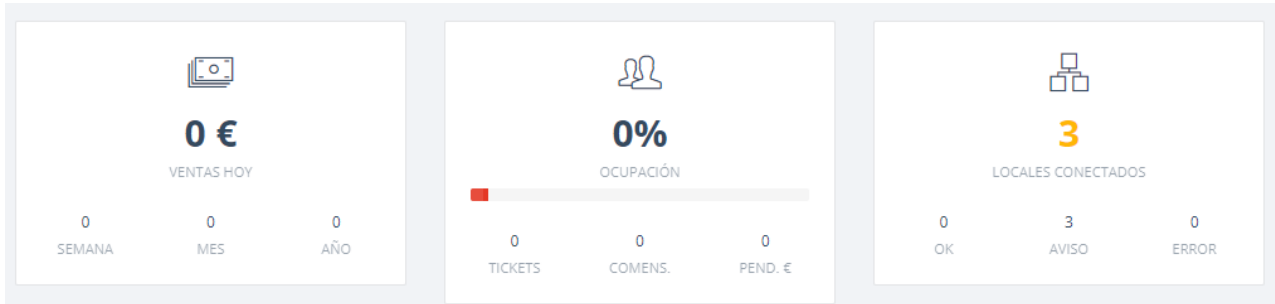 0 €
VENTAS HOY
0 0 0
SEMANA MES AÑO
0%
OCUPACIÓN
0 0 0
TICKETS COMENS. PEND. €
3
LOCALES CONECTADOS
0 3 0
OK AVISO ERROR